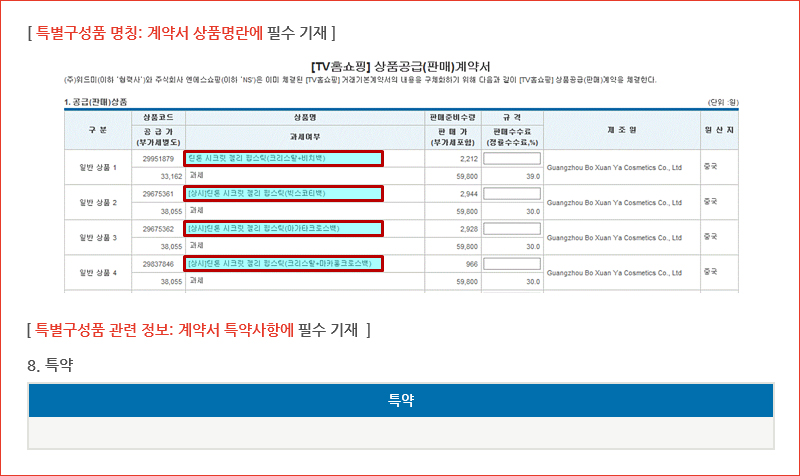 [ 특별구성품 명칭: 계약서 상품명란에 필수 기재 ]
[TV홈쇼핑] 상품공급(판매)계약서
(주)위드미(이하 '협력사')와 주식회사 엔에스쇼핑(이하 'NS')은 이미 체결된 [TV홈쇼핑] 거래기본계약서의 내용을 구체화하기 위해 다음과 같이 [TV홈쇼핑] 상품공급(판매)계약을 체결한다.
1. 공급(판매)상품 (단위 :원)
구 분 상품코드 상품명 판매준비수량 규 격 제 조 원 원 산 지
공 급 가 (부가세별도) 과세여부 판 매 가 (부가세포함) 판매수수료 (정률수수료,%)
일반 상품 1 29951879 틴톤 시크릿 젤리 립스틱(크리스탈+비치백) 2,212 Guangzhou Bo Xuan Ya Cosmetics Co., Ltd 중국
33,162 과세 59,800 39.0
일반 상품 2 29675361 [상시]틴톤 시크릿 젤리 립스틱(빅스코티백) 2,944 Guangzhou Bo Xuan Ya Cosmetics Co., Ltd 중국
38,055 과세 59,800 30.0
일반 상품 3 29675362 [상시]틴톤 시크릿 젤리 립스틱(아가타크로스백) 2,928 Guangzhou Bo Xuan Ya Cosmetics Co., Ltd 중국
38,055 과세 59,800 30.0
일반 상품 4 29837846 [상시]틴톤 시크릿 젤리 립스틱(크리스탈+마카롱크로스백) 966 Guangzhou Bo Xuan Ya Cosmetics Co., Ltd 중국
38,055 과세 59,800 30.0
[ 특별구성품 관련 정보: 계약서 특약사항에 필수 기재 ]
8. 특약
특약